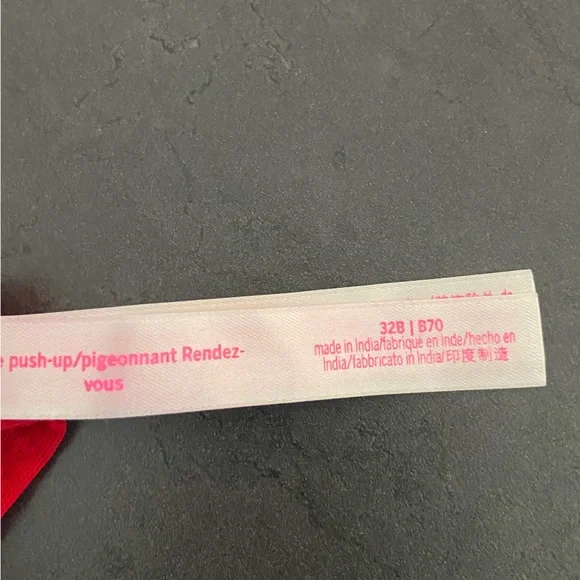 e push-up/pigeonnant Rendez-
vous
32B | B70
made in India/fabriqué en Inde/hecho en
India/fabbricato in India/印度制造